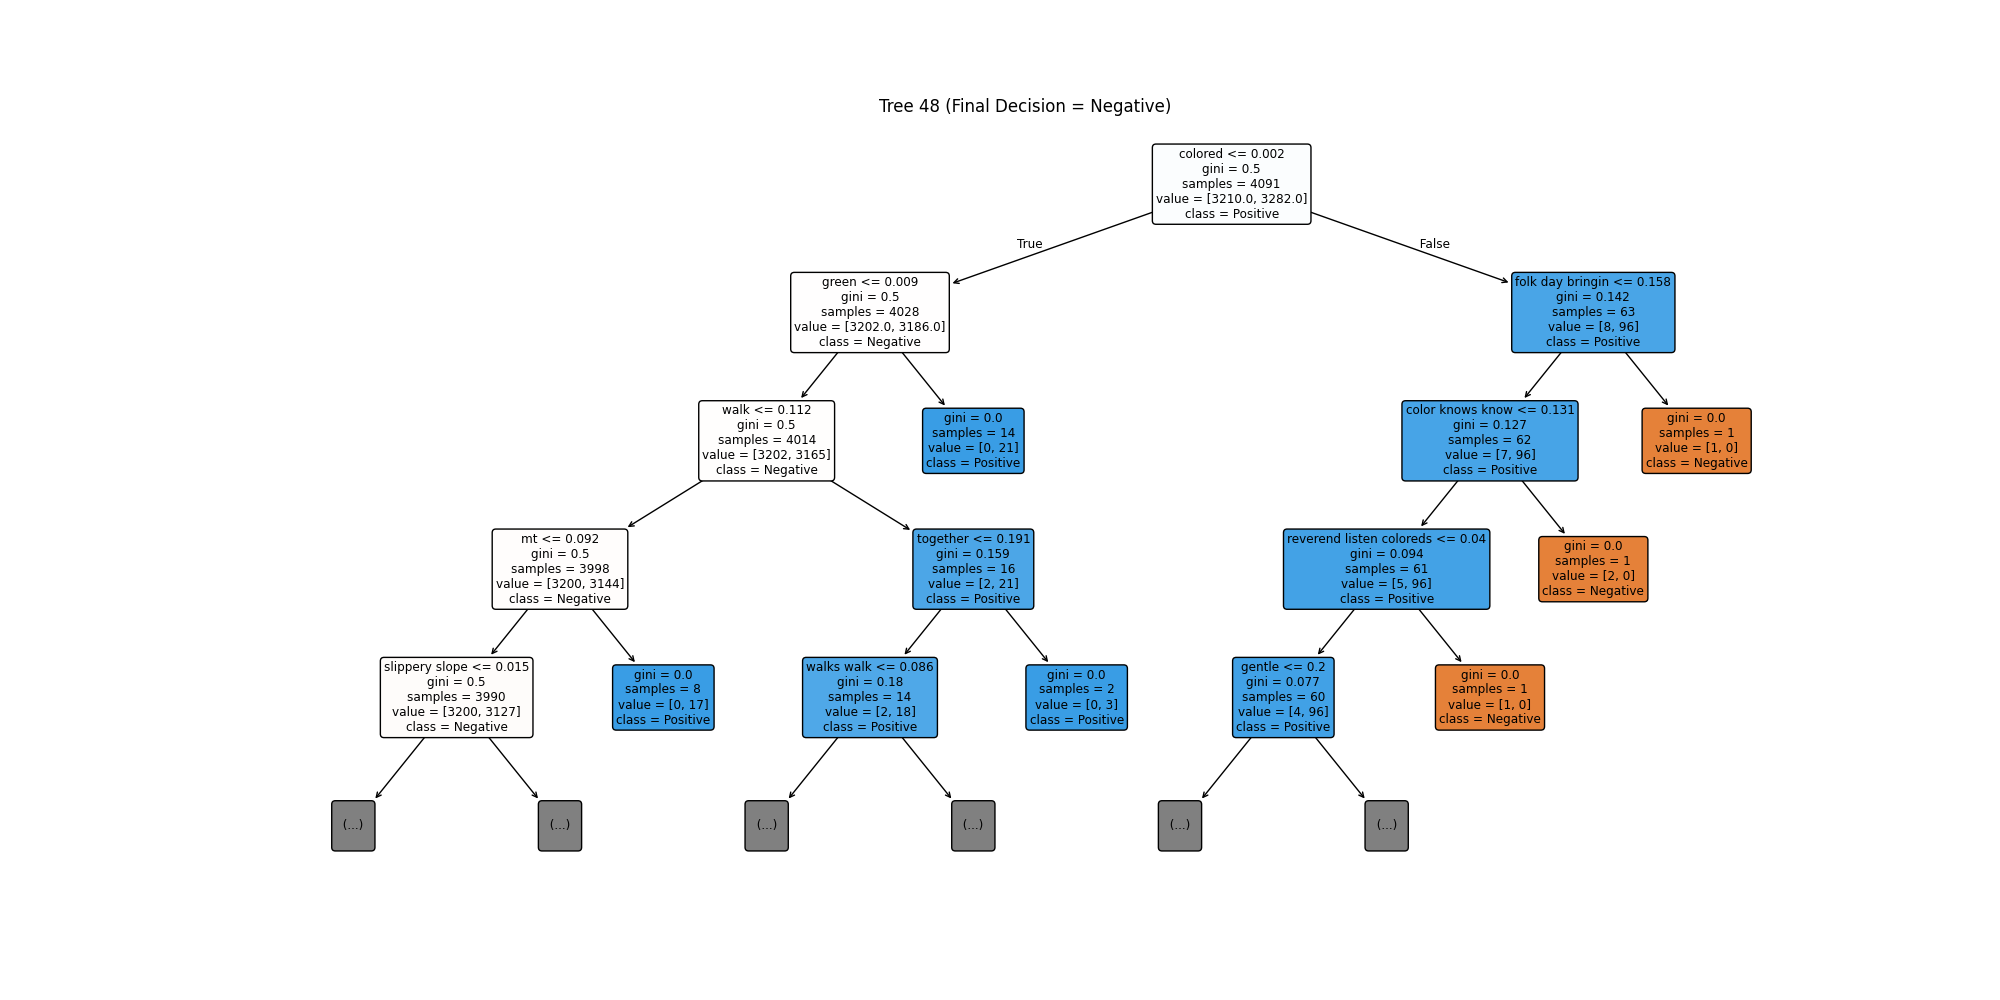 Tree 48 (Final Decision = Negative)
colored <= 0.002
gini = 0.5
samples = 4091
value = [3210.0, 3282.0]
class = Positive
True
False
green <= 0.009
gini = 0.5
samples = 4028
value = [3202.0, 3186.0]
class = Negative
folk day bringin <= 0.158
gini = 0.142
samples = 63
value = [8, 96]
class = Positive
walk <= 0.112
gini = 0.5
samples = 4014
value = [3202, 3165]
class = Negative
gini = 0.0
samples = 14
value = [0, 21]
class = Positive
color knows know <= 0.131
gini = 0.127
samples = 62
value = [7, 96]
class = Positive
gini = 0.0
samples = 1
value = [1, 0]
class = Negative
mt <= 0.092
gini = 0.5
samples = 3998
value = [3200, 3144]
class = Negative
together <= 0.191
gini = 0.159
samples = 16
value = [2, 21]
class = Positive
reverend listen coloreds <= 0.04
gini = 0.094
samples = 61
value = [5, 96]
class = Positive
gini = 0.0
samples = 1
value = [2, 0]
class = Negative
slippery slope <= 0.015
gini = 0.5
samples = 3990
value = [3200, 3127]
class = Negative
gini = 0.0
samples = 8
value = [0, 17]
class = Positive
walks walk <= 0.086
gini = 0.18
samples = 14
value = [2, 18]
class = Positive
gini = 0.0
samples = 2
value = [0, 3]
class = Positive
gentle <= 0.2
gini = 0.077
samples = 60
value = [4, 96]
class = Positive
gini = 0.0
samples = 1
value = [1, 0]
class = Negative
(...)
(...)
(...)
(...)
(...)
(...)